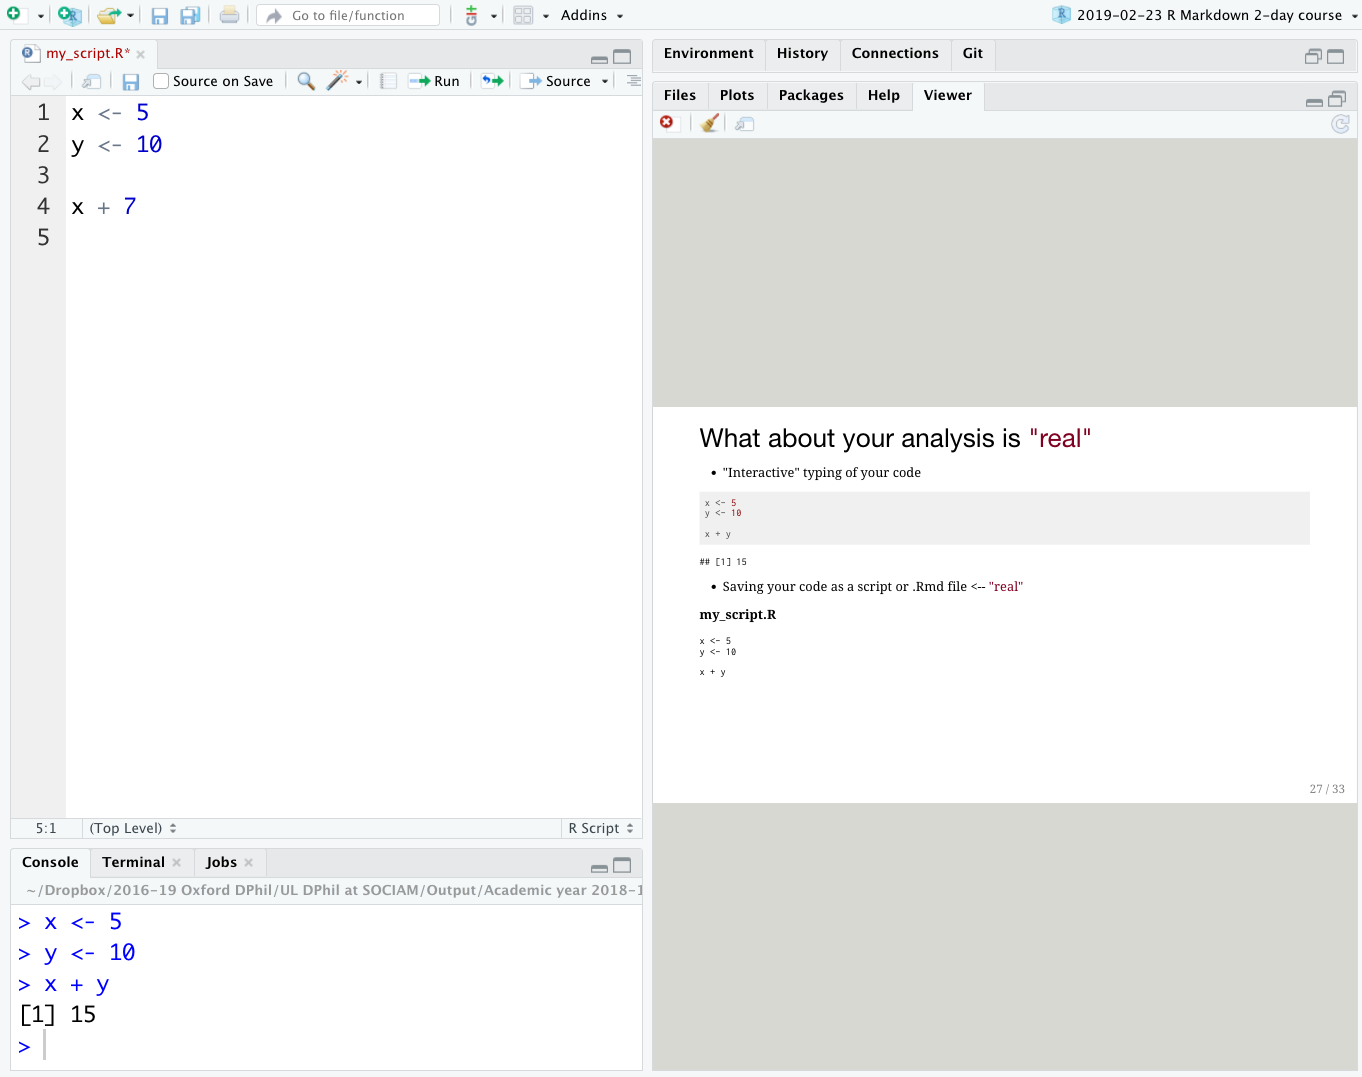 Go to file/function
Addins
2019-02-23 R Markdown 2-day course
my_script.R*
Source on Save
Run
Source
1 x <- 5
2 y <- 10
3
4 x + 7
5
5:1 (Top Level) R Script
Console Terminal Jobs
~/Dropbox/2016-19 Oxford DPhil/UL DPhil at SOCIAM/Output/Academic year 2018-1
> x <- 5
> y <- 10
> x + y
[1] 15
>
Environment History Connections Git
Files Plots Packages Help Viewer
What about your analysis is "real"
• "Interactive" typing of your code
x <- 5
y <- 10
x + y
## [1] 15
• Saving your code as a script or .Rmd file <-- "real"
my_script.R
x <- 5
y <- 10
x + y
27 / 33